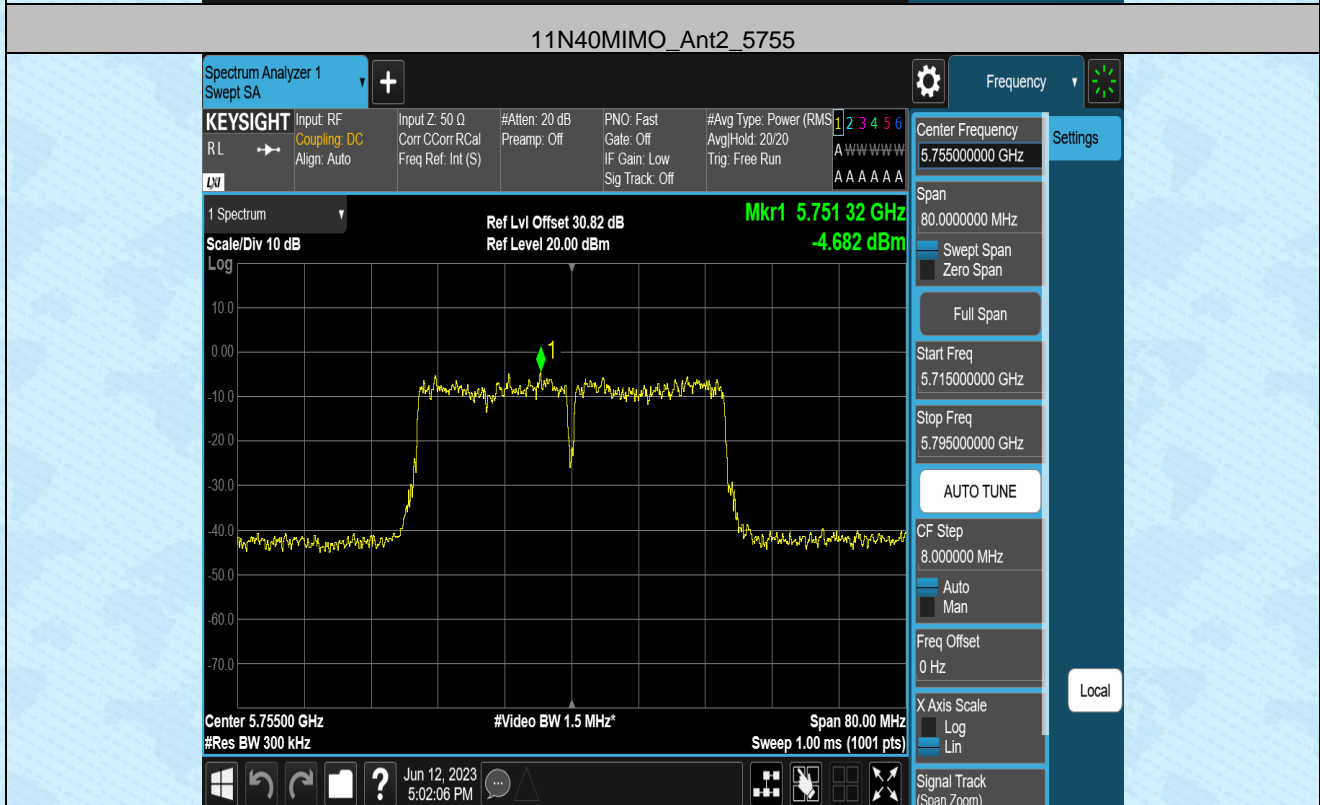 11N40MIMO_Ant2_5755
Spectrum Analyzer 1
Swept SA
Frequency
KEYSIGHT
R L
LXI
Input: RF
Coupling: DC
Align: Auto
Input Z: 50 Ω
Corr CCorr RCal
Freq Ref: Int (S)
#Atten: 20 dB
Preamp: Off
PNO: Fast
Gate: Off
IF Gain: Low
Sig Track: Off
#Avg Type: Power (RMS
Avg|Hold: 20/20
Trig: Free Run
1 2 3 4 5 6
A W W W W W
A A A A A A
1 Spectrum
Scale/Div 10 dB
Log
Ref Lvl Offset 30.82 dB
Ref Level 20.00 dBm
Mkr1 5.751 32 GHz
-4.682 dBm
10.0
0.00
-10.0
-20.0
-30.0
-40.0
-50.0
-60.0
-70.0
1
Center 5.75500 GHz
#Res BW 300 kHz
#Video BW 1.5 MHz*
Span 80.00 MHz
Sweep 1.00 ms (1001 pts)
Center Frequency
5.755000000 GHz
Settings
Span
80.0000000 MHz
Swept Span
Zero Span
Full Span
Start Freq
5.715000000 GHz
Stop Freq
5.795000000 GHz
AUTO TUNE
CF Step
8.000000 MHz
Auto
Man
Freq Offset
0 Hz
X Axis Scale
Log
Lin
Local
Signal Track
(Span Zoom)
?
Jun 12, 2023
5:02:06 PM